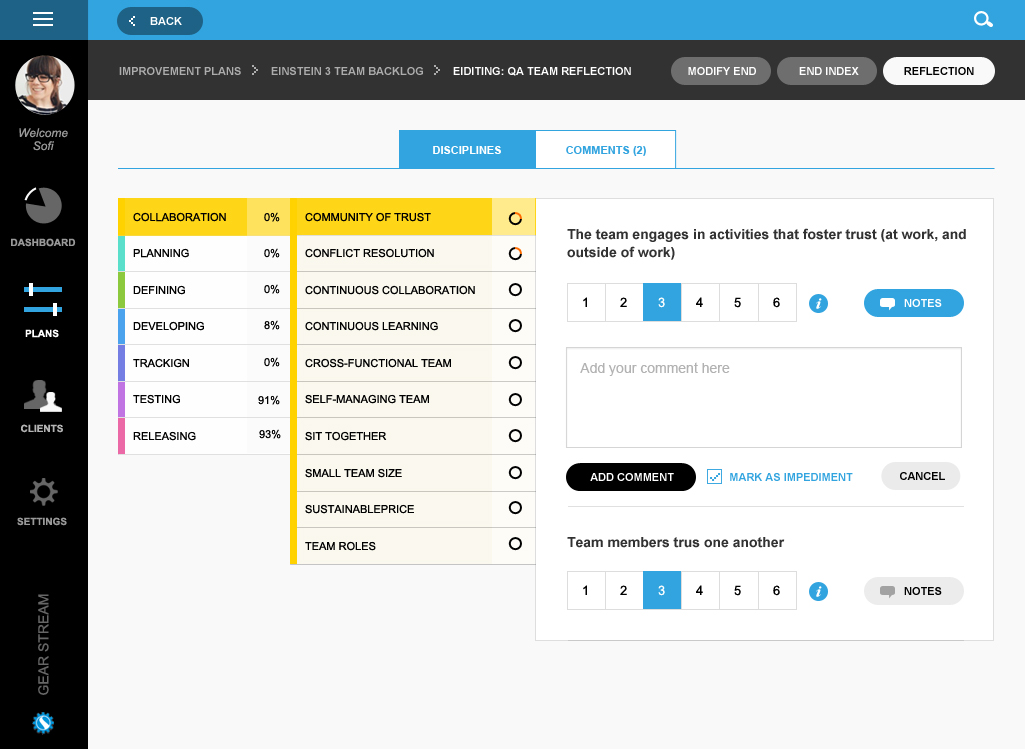 BACK
IMPROVEMENT PLANS
EINSTEIN 3 TEAM BACKLOG
EIDITING: QA TEAM REFLECTION
MODIFY END
END INDEX
REFLECTION
Welcome
Sofi
DASHBOARD
PLANS
CLIENTS
SETTINGS
GEAR STREAM
DISCIPLINES
COMMENTS (2)
COLLABORATION 0%
PLANNING 0%
DEFINING 0%
DEVELOPING 8%
TRACKIGN 0%
TESTING 91%
RELEASING 93%
COMMUNITY OF TRUST
CONFLICT RESOLUTION
CONTINUOUS COLLABORATION
CONTINUOUS LEARNING
CROSS-FUNCTIONAL TEAM
SELF-MANAGING TEAM
SIT TOGETHER
SMALL TEAM SIZE
SUSTAINABLEPRICE
TEAM ROLES
The team engages in activities that foster trust (at work, and
outside of work)
1 2 3 4 5 6 i NOTES
Add your comment here
ADD COMMENT MARK AS IMPEDIMENT CANCEL
Team members trus one another
1 2 3 4 5 6 i NOTES